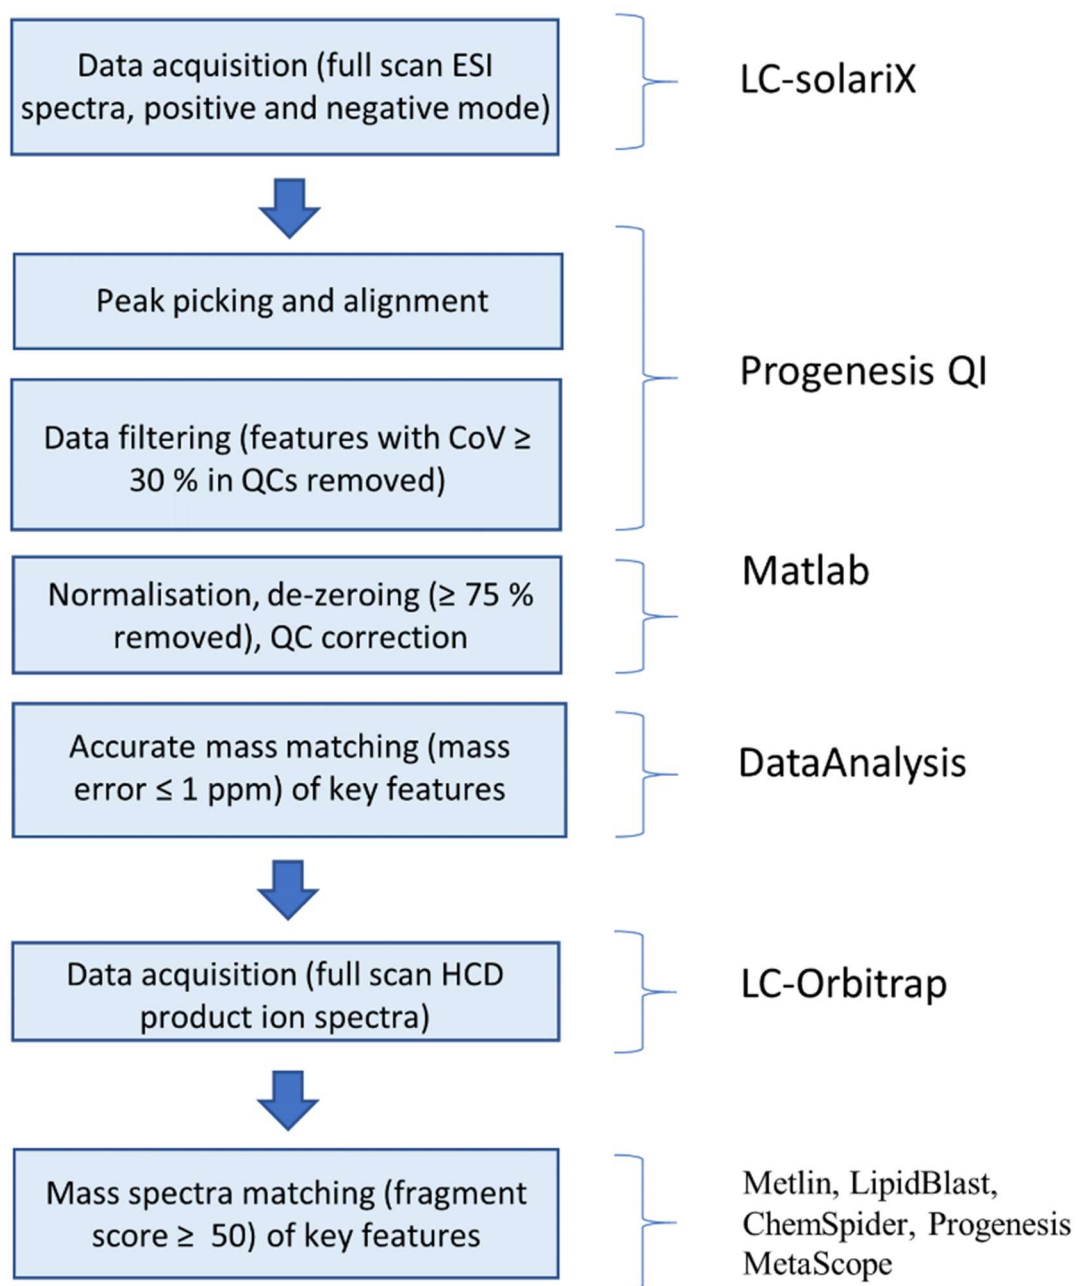 Data acquisition (full scan ESI
spectra, positive and negative mode)
LC-solariX
Peak picking and alignment
Progenesis QI
Data filtering (features with CoV ≥
30 % in QCs removed)
Matlab
Normalisation, de-zeroing (≥ 75 %
removed), QC correction
Accurate mass matching (mass
error ≤ 1 ppm) of key features
DataAnalysis
Data acquisition (full scan HCD
product ion spectra)
LC-Orbitrap
Mass spectra matching (fragment
score ≥ 50) of key features
Metlin, LipidBlast,
ChemSpider, Progenesis
MetaScope